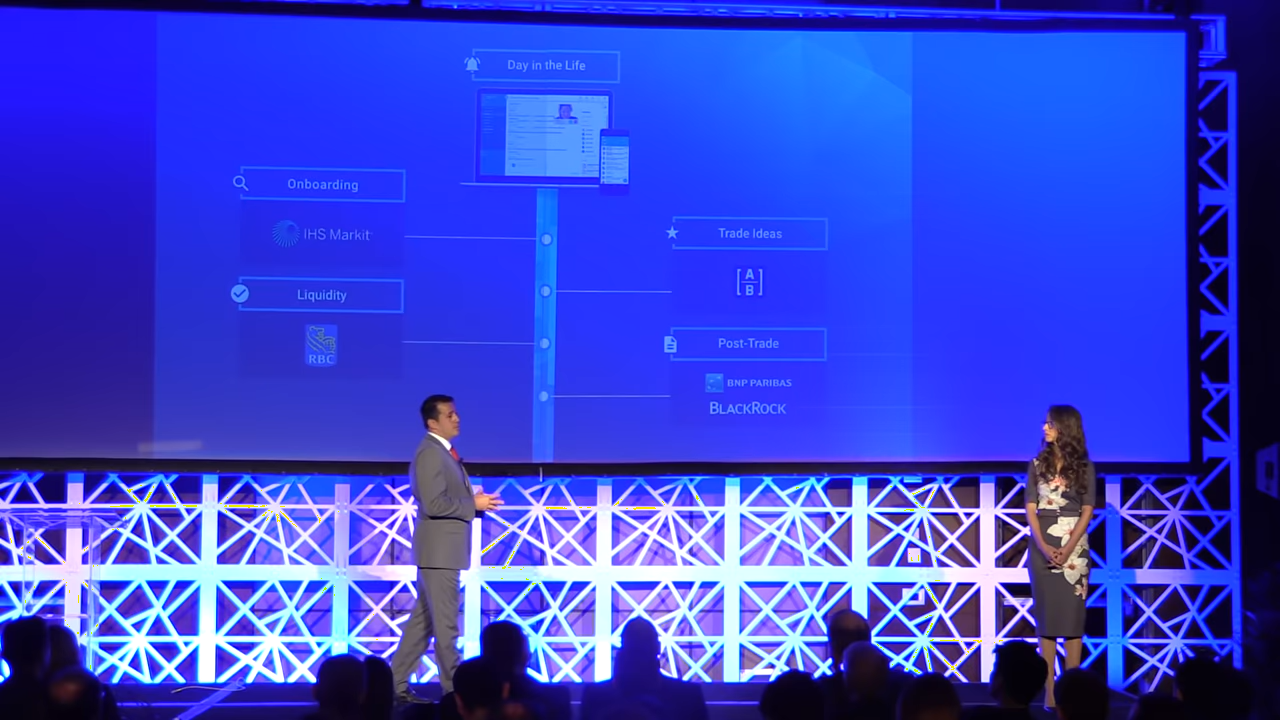 Day in the Life
Onboarding
IHS Markit
Liquidity
RBC
Trade Ideas
[A
B]
Post-Trade
BNP PARIBAS
BLACKROCK